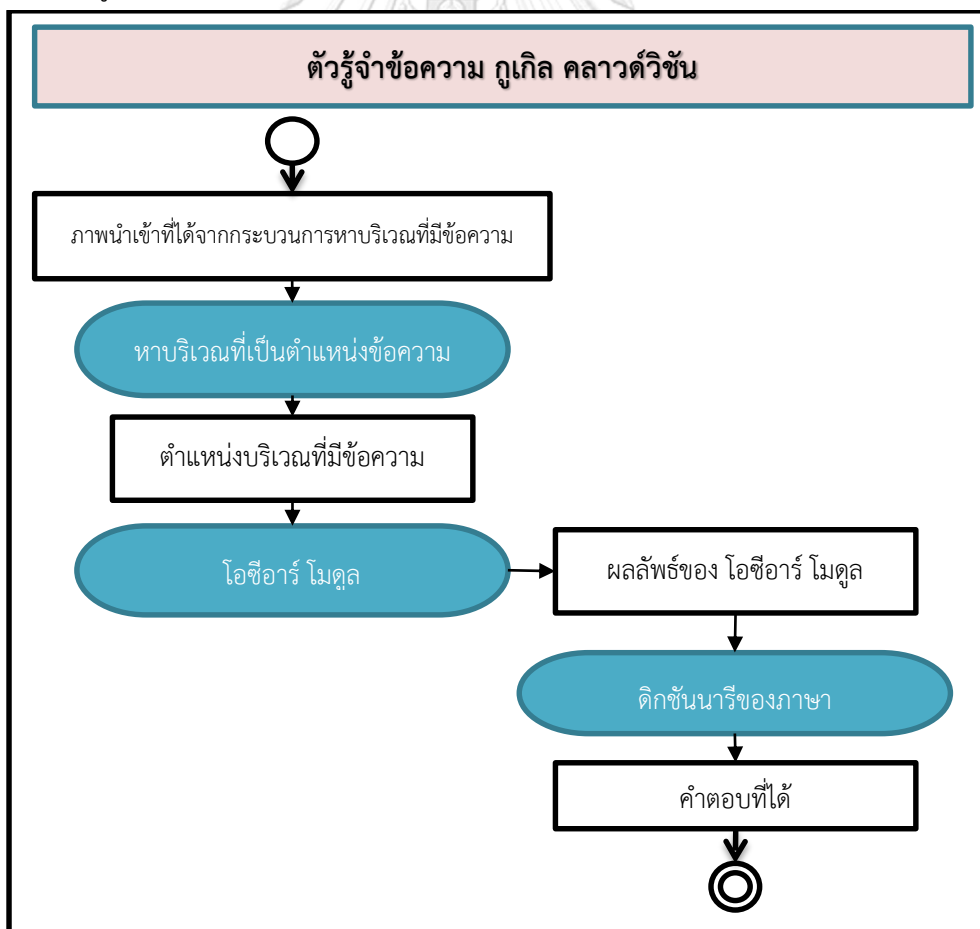 ตัวรู้จำข้อความ กูเกิล คลาวด์วิชัน
ภาพนำเข้าที่ได้จากกระบวนการหาบริเวณที่มีข้อความ
หาบริเวณที่เป็นตำแหน่งข้อความ
ตำแหน่งบริเวณที่มีข้อความ
โอซีอาร์ โมดูล
ผลลัพธ์ของ โอซีอาร์ โมดูล
ดิกชันนารีของภาษา
คำตอบที่ได้